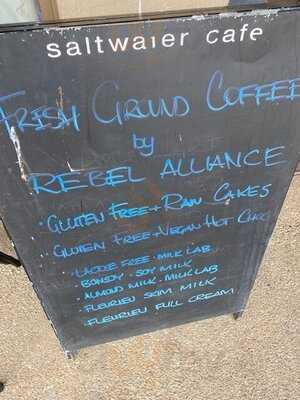 saltwater cafe
FRESH GROUND COFFEE
by
REBEL ALLIANCE
• GLUTEN FREE + RAW CAKES
• GLUTEN FREE + VEGAN HOT
• LACTOSE FREE - MILK LAB
• BONSOY - SOY MILK
• ALMOND MILK - MILK LAB
• FLEURIEU SKIM MILK
• FLEURIEU FULL CREAM